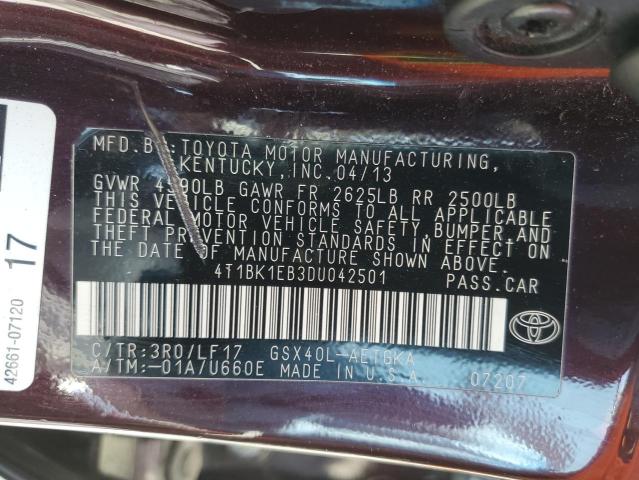 MFD.BY:TOYOTA MOTOR MANUFACTURING,
KENTUCKY, INC. 04/13
GVWR 4590LB GAWR FR 2625LB RR 2500LB
THIS VEHICLE CONFORMS TO ALL APPLICABLE
FEDERAL MOTOR VEHICLE SAFETY, BUMPER, AND
THEFT PREVENTION STANDARDS IN EFFECT ON
THE DATE OF MANUFACTURE SHOWN ABOVE.
4T1BK1EB3DU042501 PASS.CAR
C/TR:3R0/LF17 GSX40L-AETGKA
A/TM:-01A/U660E MADE IN U.S.A. 07207
17
42661-07120